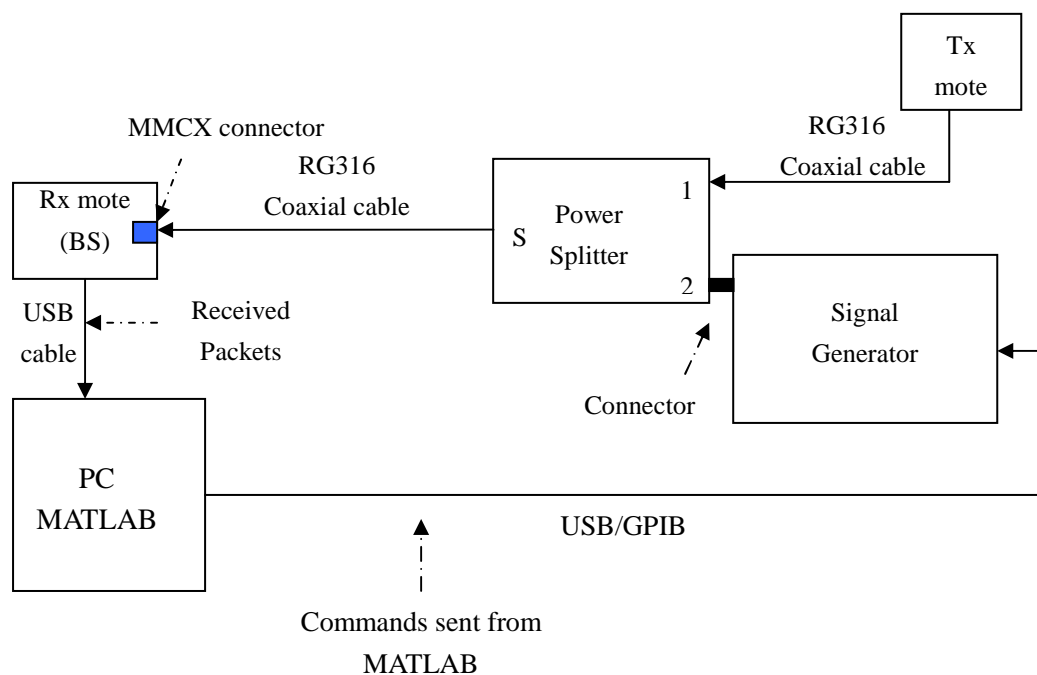 Tx
mote
MMCX connector
RG316
Coaxial cable
RG316
Coaxial cable
Rx mote
(BS)
S
Power
Splitter
1
2
Signal
Generator
USB
cable
Received
Packets
Connector
PC
MATLAB
USB/GPIB
Commands sent from
MATLAB